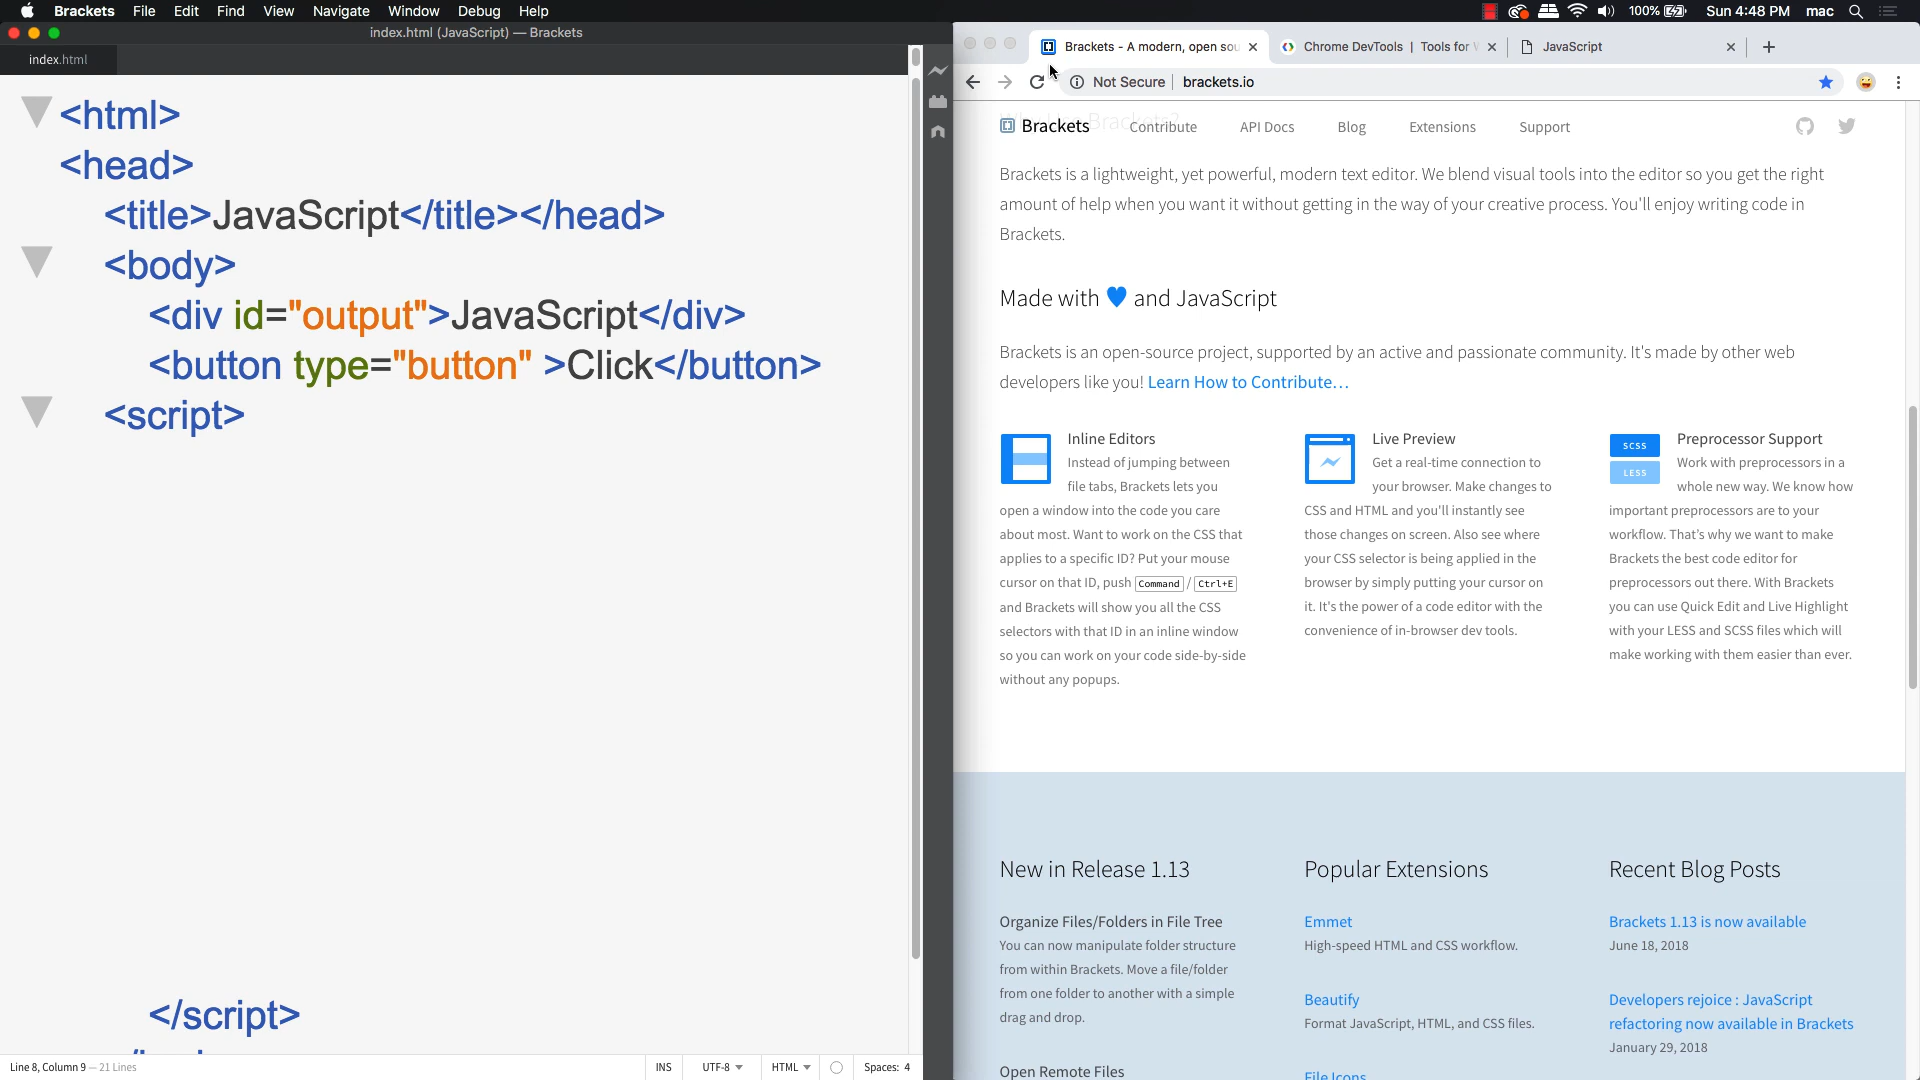 Brackets File Edit Find View Navigate Window Debug Help
100% Sun 4:48 PM mac
index.html (JavaScript) — Brackets
index.html
<html>
<head>
<title>JavaScript</title></head>
<body>
<div id="output">JavaScript</div>
<button type="button" >Click</button>
<script>
</script>
Line 8, Column 9 — 21 Lines
INS UTF-8 HTML Spaces: 4
Brackets - A modern, open sou
Chrome DevTools | Tools for
JavaScript
Not Secure brackets.io
Brackets Contribute API Docs Blog Extensions Support
Brackets is a lightweight, yet powerful, modern text editor. We blend visual tools into the editor so you get the right
amount of help when you want it without getting in the way of your creative process. You'll enjoy writing code in
Brackets.
Made with and JavaScript
Brackets is an open-source project, supported by an active and passionate community. It's made by other web
developers like you! Learn How to Contribute…
Inline Editors
Instead of jumping between
file tabs, Brackets lets you
open a window into the code you care
about most. Want to work on the CSS that
applies to a specific ID? Put your mouse
cursor on that ID, push Command / Ctrl+E
and Brackets will show you all the CSS
selectors with that ID in an inline window
so you can work on your code side-by-side
without any popups.
Live Preview
Get a real-time connection to
your browser. Make changes to
CSS and HTML and you'll instantly see
those changes on screen. Also see where
your CSS selector is being applied in the
browser by simply putting your cursor on
it. It's the power of a code editor with the
convenience of in-browser dev tools.
SCSS
LESS
Preprocessor Support
Work with preprocessors in a
whole new way. We know how
important preprocessors are to your
workflow. That's why we want to make
Brackets the best code editor for
preprocessors out there. With Brackets
you can use Quick Edit and Live Highlight
with your LESS and SCSS files which will
make working with them easier than ever.
New in Release 1.13
Organize Files/Folders in File Tree
You can now manipulate folder structure
from within Brackets. Move a file/folder
from one folder to another with a simple
drag and drop.
Open Remote Files
Popular Extensions
Emmet
High-speed HTML and CSS workflow.
Beautify
Format JavaScript, HTML, and CSS files.
File Icons
Recent Blog Posts
Brackets 1.13 is now available
June 18, 2018
Developers rejoice : JavaScript
refactoring now available in Brackets
January 29, 2018